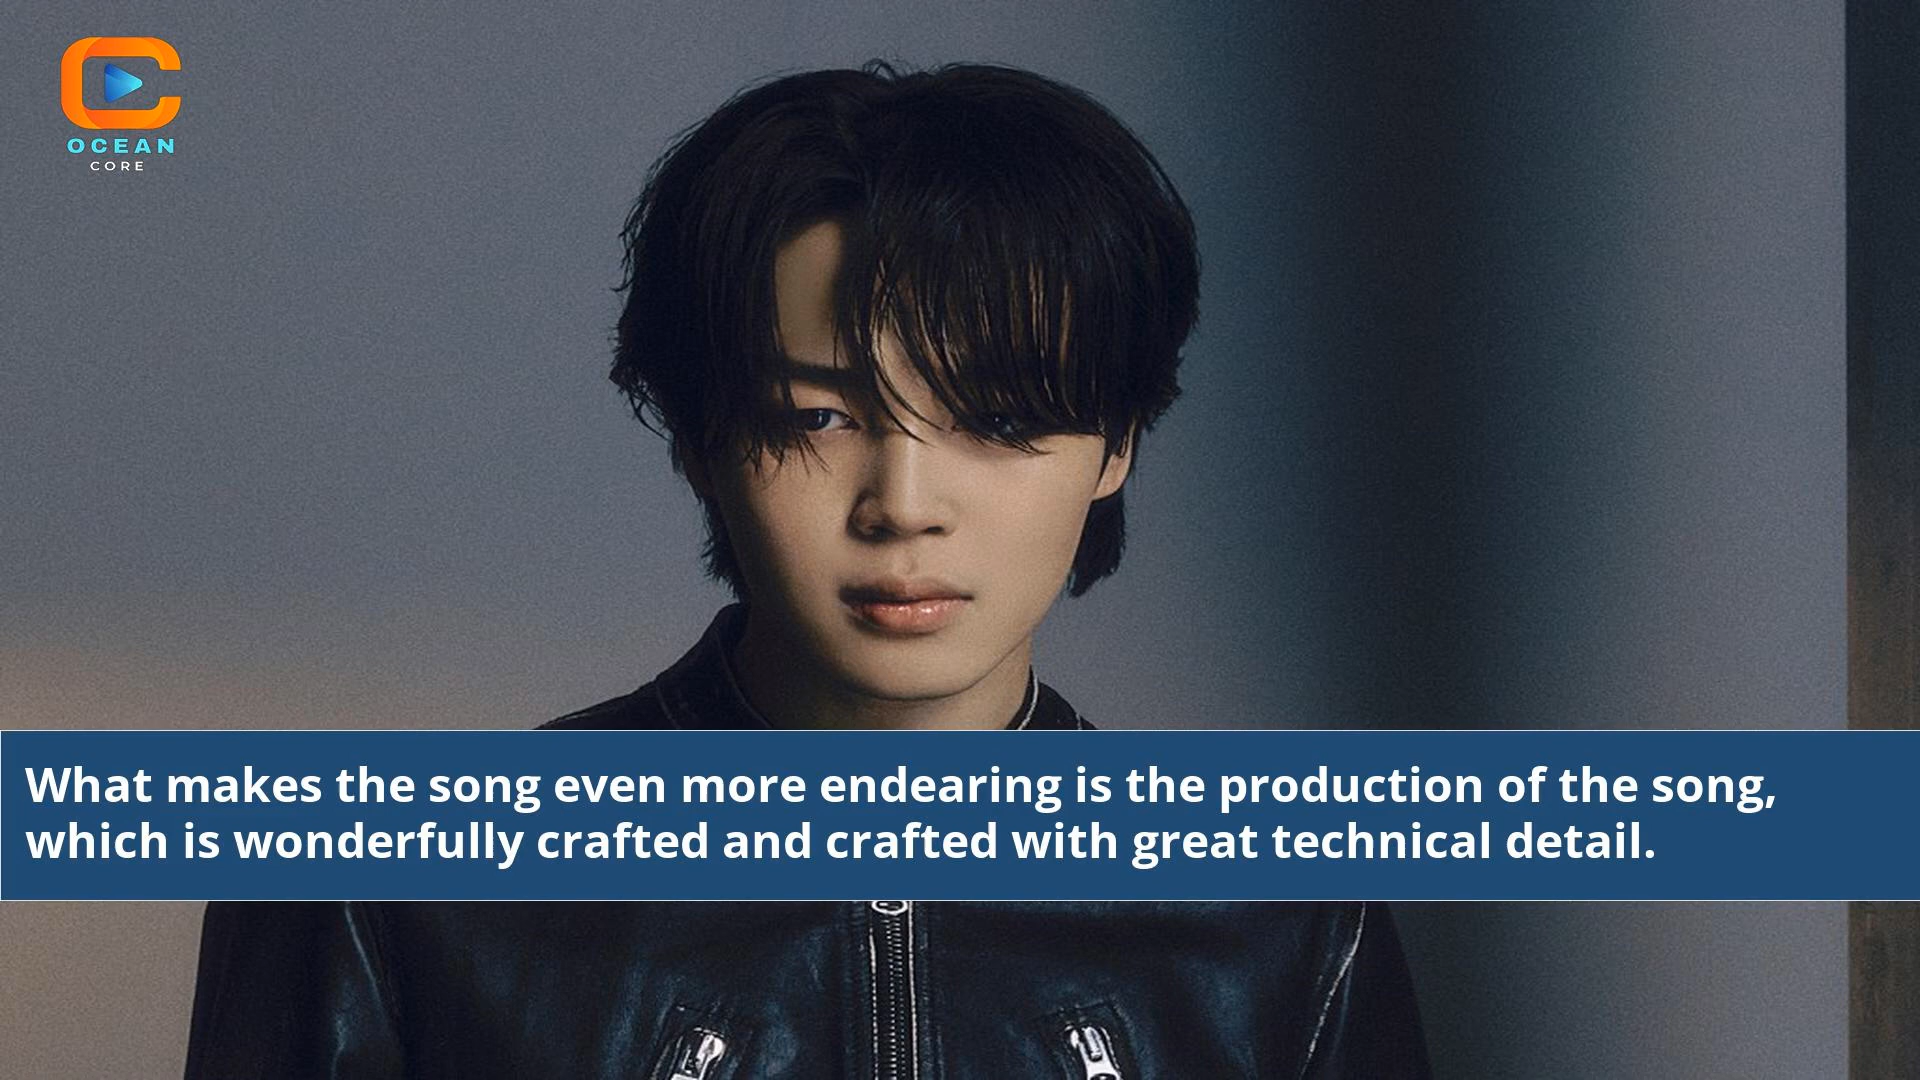 OCEAN
CORE
What makes the song even more endearing is the production of the song,
which is wonderfully crafted and crafted with great technical detail.